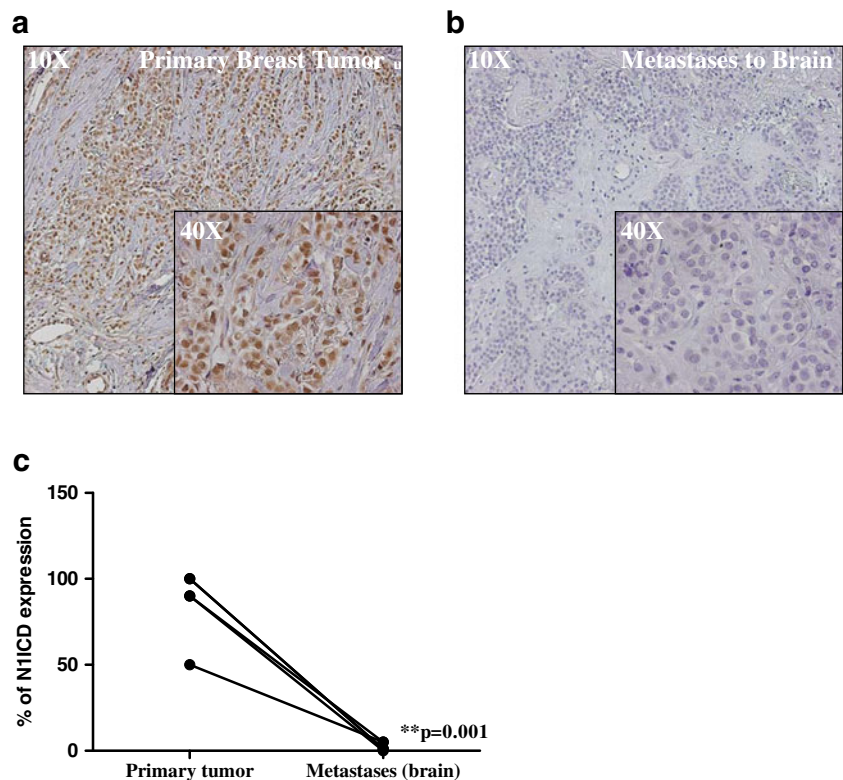 a
10X Primary Breast Tumor
40X
b
10X Metastases to Brain
40X
c
% of N1ICD expression
150
100
50
0
**p=0.001
Primary tumor
Metastases (brain)